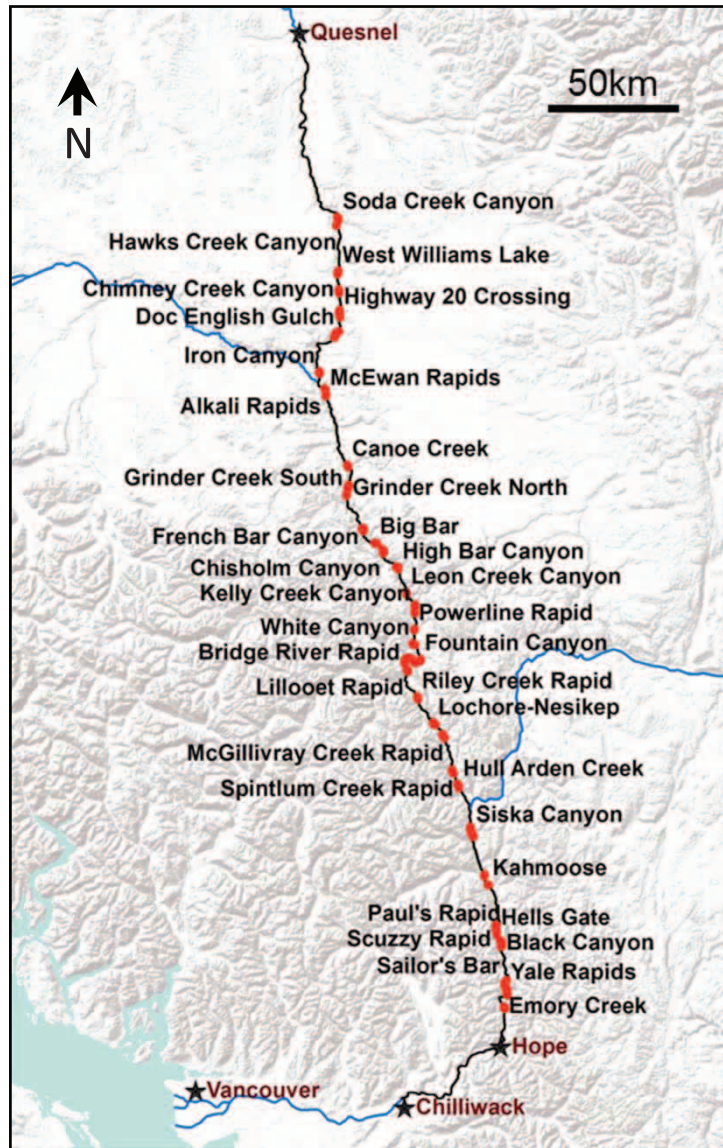 Quesnel
50km
N
Soda Creek Canyon
Hawks Creek Canyon
West Williams Lake
Chimney Creek Canyon
Highway 20 Crossing
Doc English Gulch
Iron Canyon
McEwan Rapids
Alkali Rapids
Canoe Creek
Grinder Creek South
Grinder Creek North
Big Bar
French Bar Canyon
High Bar Canyon
Chisholm Canyon
Leon Creek Canyon
Kelly Creek Canyon
Powerline Rapid
White Canyon
Fountain Canyon
Bridge River Rapid
Riley Creek Rapid
Lillooet Rapid
Lochore-Nesikep
McGillivray Creek Rapid
Hull Arden Creek
Spintlum Creek Rapid
Siska Canyon
Kahmoose
Paul's Rapid
Hells Gate
Scuzzy Rapid
Black Canyon
Sailor's Bar
Yale Rapids
Emory Creek
Hope
Vancouver
Chilliwack